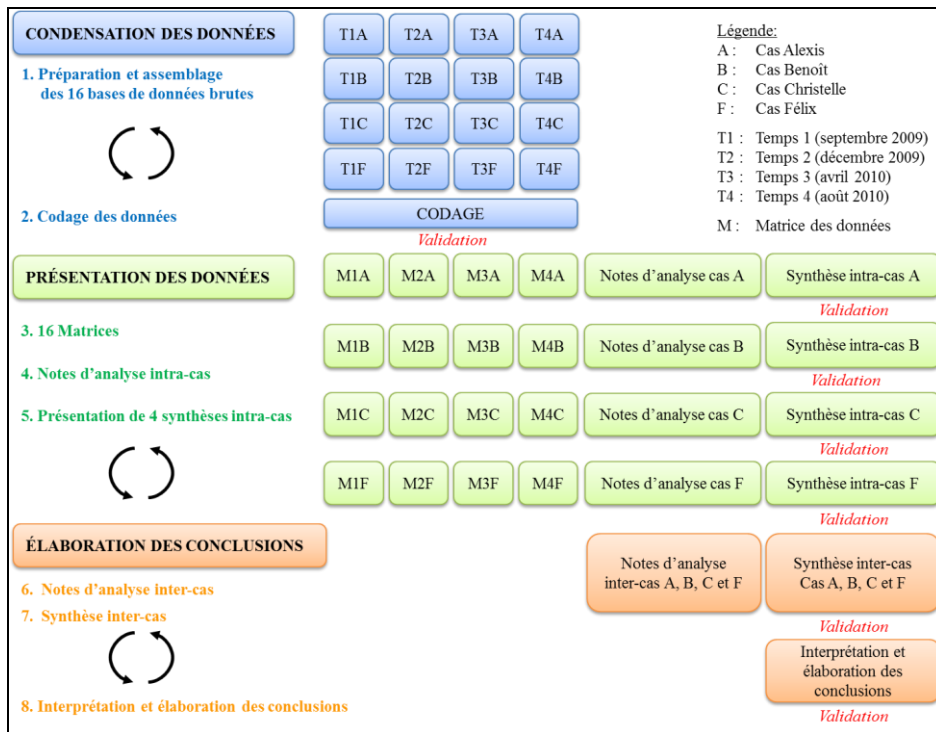 CONDENSATION DES DONNÉES
1. Préparation et assemblage
des 16 bases de données brutes
2. Codage des données
T1A T2A T3A T4A
T1B T2B T3B T4B
T1C T2C T3C T4C
T1F T2F T3F T4F
CODAGE
Validation
Légende:
A : Cas Alexis
B : Cas Benoît
C : Cas Christelle
F : Cas Félix
T1 : Temps 1 (septembre 2009)
T2 : Temps 2 (décembre 2009)
T3 : Temps 3 (avril 2010)
T4 : Temps 4 (août 2010)
M : Matrice des données
PRÉSENTATION DES DONNÉES
3. 16 Matrices
4. Notes d'analyse intra-cas
5. Présentation de 4 synthèses intra-cas
M1A M2A M3A M4A Notes d'analyse cas A Synthèse intra-cas A
Validation
M1B M2B M3B M4B Notes d'analyse cas B Synthèse intra-cas B
Validation
M1C M2C M3C M4C Notes d'analyse cas C Synthèse intra-cas C
Validation
M1F M2F M3F M4F Notes d'analyse cas F Synthèse intra-cas F
Validation
ÉLABORATION DES CONCLUSIONS
6. Notes d'analyse inter-cas
7. Synthèse inter-cas
8. Interprétation et élaboration des conclusions
Notes d'analyse
inter-cas A, B, C et F
Synthèse inter-cas
Cas A, B, C et F
Validation
Interprétation et
élaboration des
conclusions
Validation